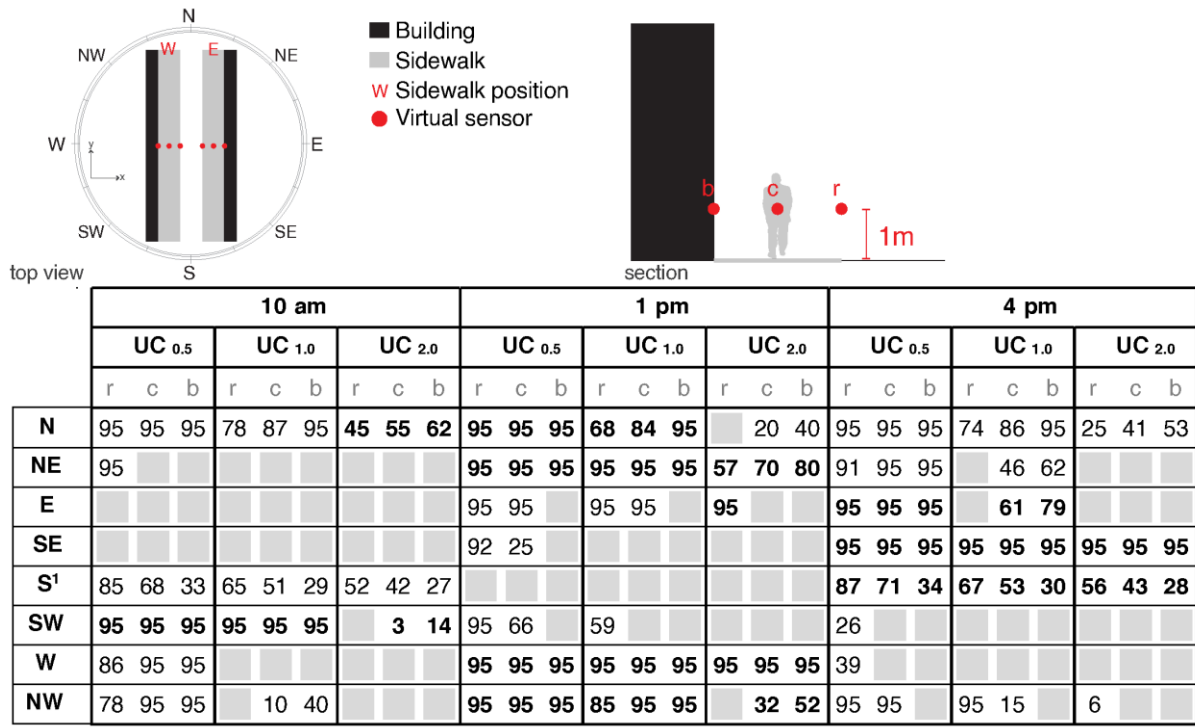 N
NW W E NE
W y E
x
SW SE
S
top view
Building
Sidewalk
W Sidewalk position
Virtual sensor
b c r
1m
section
10 am 1 pm 4 pm
UC 0.5 UC 1.0 UC 2.0 UC 0.5 UC 1.0 UC 2.0 UC 0.5 UC 1.0 UC 2.0
r c b r c b r c b r c b r c b r c b r c b r c b r c b
N 95 95 95 78 87 95 45 55 62 95 95 95 68 84 95 20 40 95 95 95 74 86 95 25 41 53
NE 95 95 95 95 95 95 95 57 70 80 91 95 95 46 62
E 95 95 95 95 95 95 95 95 61 79
SE 92 25 95 95 95 95 95 95 95 95 95
S¹ 85 68 33 65 51 29 52 42 27 87 71 34 67 53 30 56 43 28
SW 95 95 95 95 95 95 3 14 95 66 59 26
W 86 95 95 95 95 95 95 95 95 95 95 95 39
NW 78 95 95 10 40 95 95 95 85 95 95 32 52 95 95 95 15 6